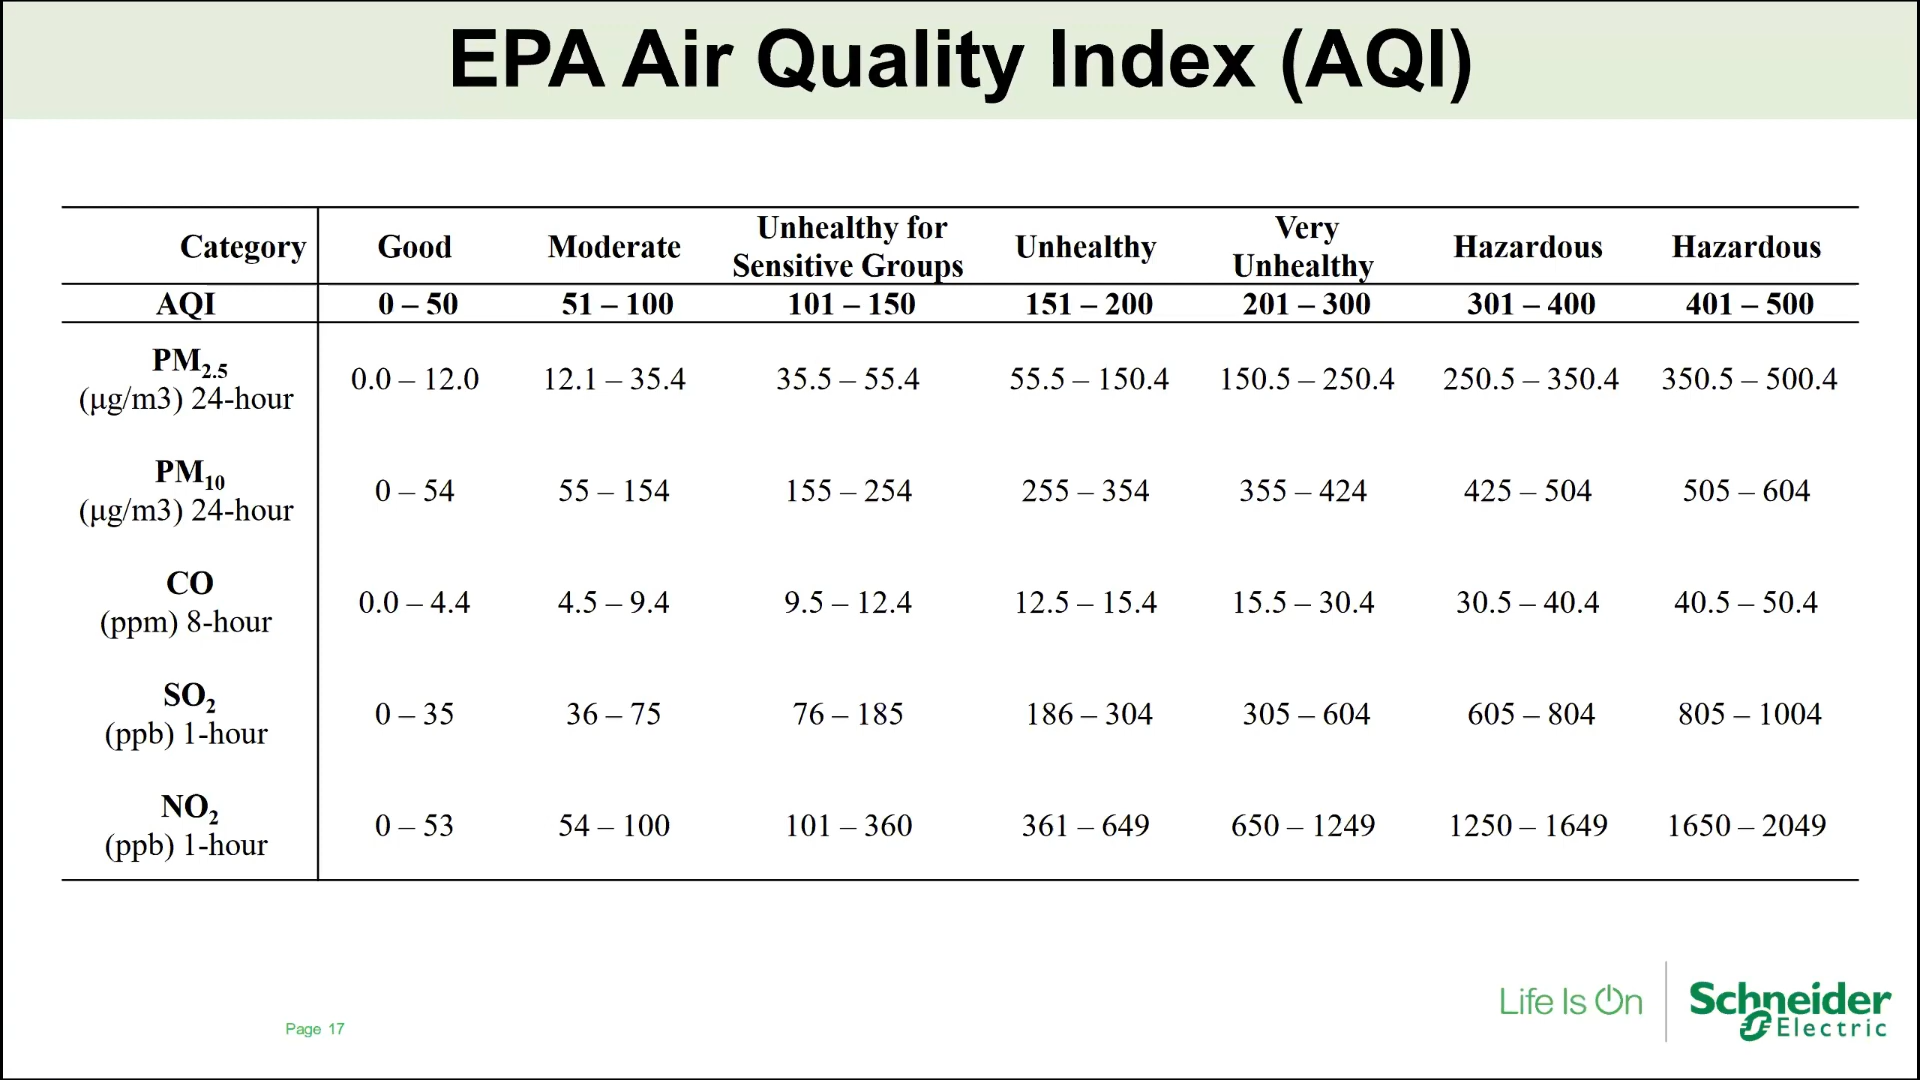 EPA Air Quality Index (AQI)
Category Good Moderate Unhealthy for Sensitive Groups Unhealthy Very Unhealthy Hazardous Hazardous
AQI 0 – 50 51 – 100 101 – 150 151 – 200 201 – 300 301 – 400 401 – 500
PM2.5 (µg/m3) 24-hour 0.0 – 12.0 12.1 – 35.4 35.5 – 55.4 55.5 – 150.4 150.5 – 250.4 250.5 – 350.4 350.5 – 500.4
PM10 (µg/m3) 24-hour 0 – 54 55 – 154 155 – 254 255 – 354 355 – 424 425 – 504 505 – 604
CO (ppm) 8-hour 0.0 – 4.4 4.5 – 9.4 9.5 – 12.4 12.5 – 15.4 15.5 – 30.4 30.5 – 40.4 40.5 – 50.4
SO2 (ppb) 1-hour 0 – 35 36 – 75 76 – 185 186 – 304 305 – 604 605 – 804 805 – 1004
NO2 (ppb) 1-hour 0 – 53 54 – 100 101 – 360 361 – 649 650 – 1249 1250 – 1649 1650 – 2049
Page 17
Life Is On
Schneider
Electric